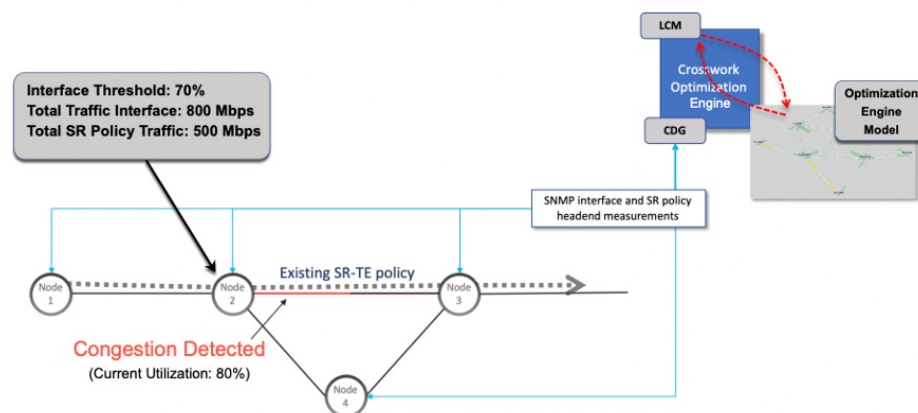 LCM
Crosswork
Optimization
Engine
CDG
Optimization
Engine
Model
Interface Threshold: 70%
Total Traffic Interface: 800 Mbps
Total SR Policy Traffic: 500 Mbps
SNMP interface and SR policy
headend measurements
Existing SR-TE policy
Node
1
Node
2
Node
3
Congestion Detected
(Current Utilization: 80%)
Node
4